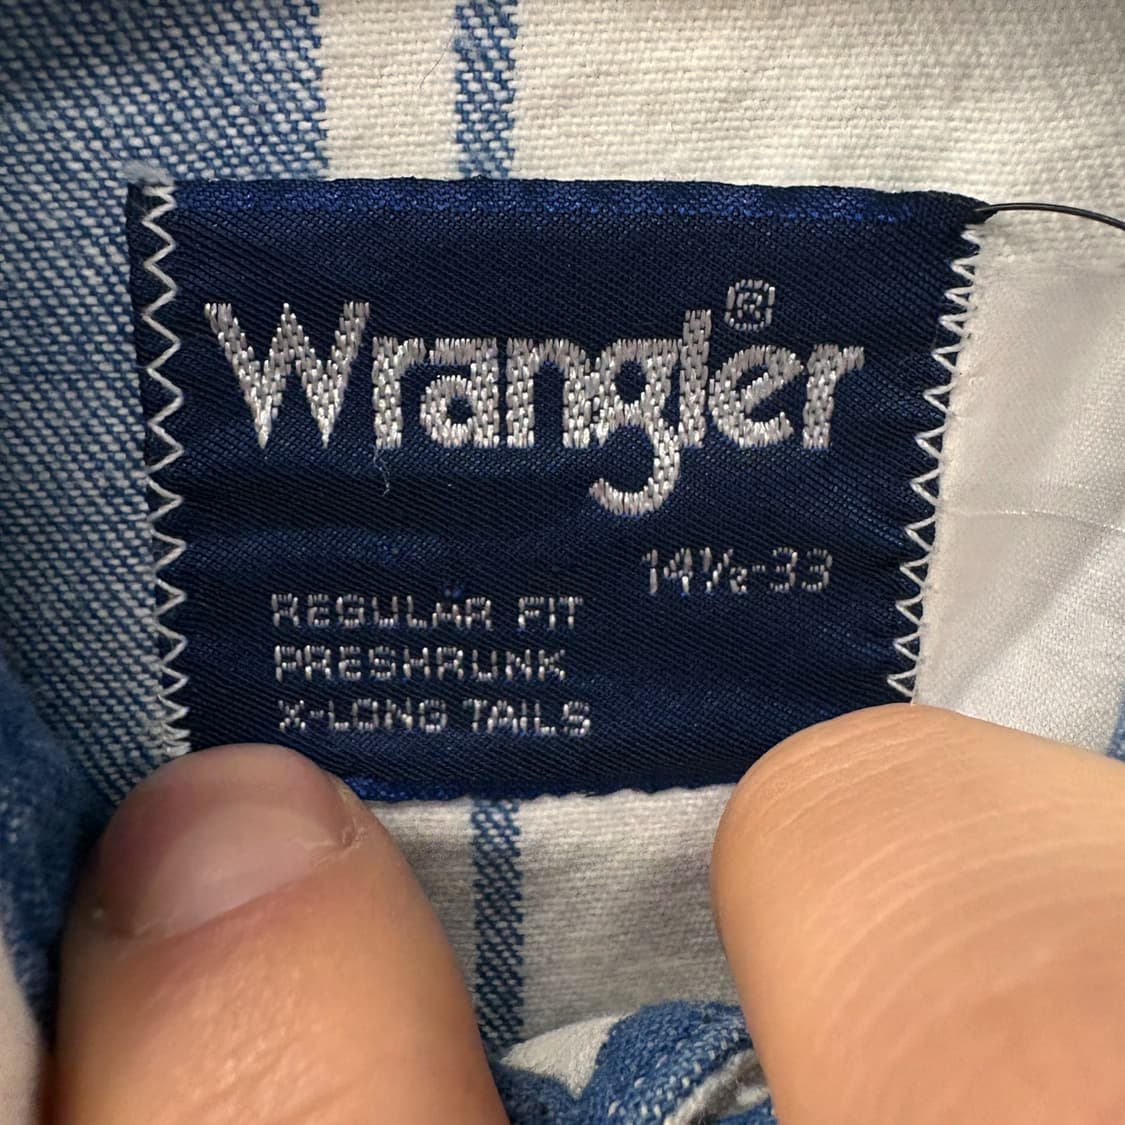 Wrangler®
14½-33
REGULAR FIT
PRESHRUNK
X-LONG TAILS